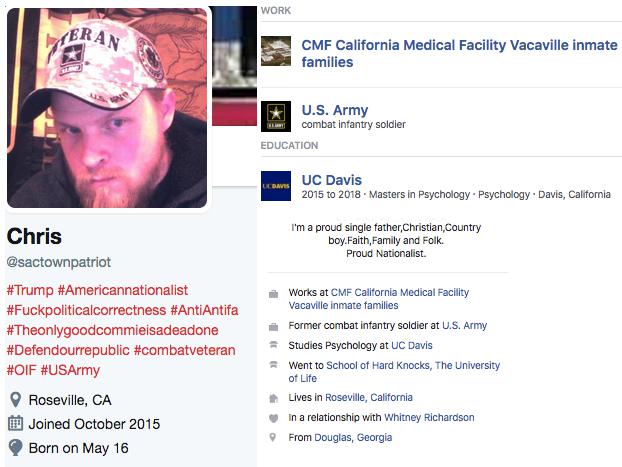 VETERAN
U.S. ARMY
Chris
@sactownpatriot
#Trump #Americannationalist
#Fuckpoliticalcorrectness #AntiAntifa
#Theonlygoodcommieisadeadone
#Defendourrepublic #combatveteran
#OIF #USArmy
Roseville, CA
Joined October 2015
Born on May 16
WORK
CMF California Medical Facility Vacaville inmate
families
U.S. Army
combat infantry soldier
EDUCATION
UCDAVIS
UC Davis
2015 to 2018 · Masters in Psychology · Psychology · Davis, California
I'm a proud single father,Christian,Country
boy.Faith,Family and Folk.
Proud Nationalist.
Works at CMF California Medical Facility
Vacaville inmate families
Former combat infantry soldier at U.S. Army
Studies Psychology at UC Davis
Went to School of Hard Knocks, The University
of Life
Lives in Roseville, California
In a relationship with Whitney Richardson
From Douglas, Georgia